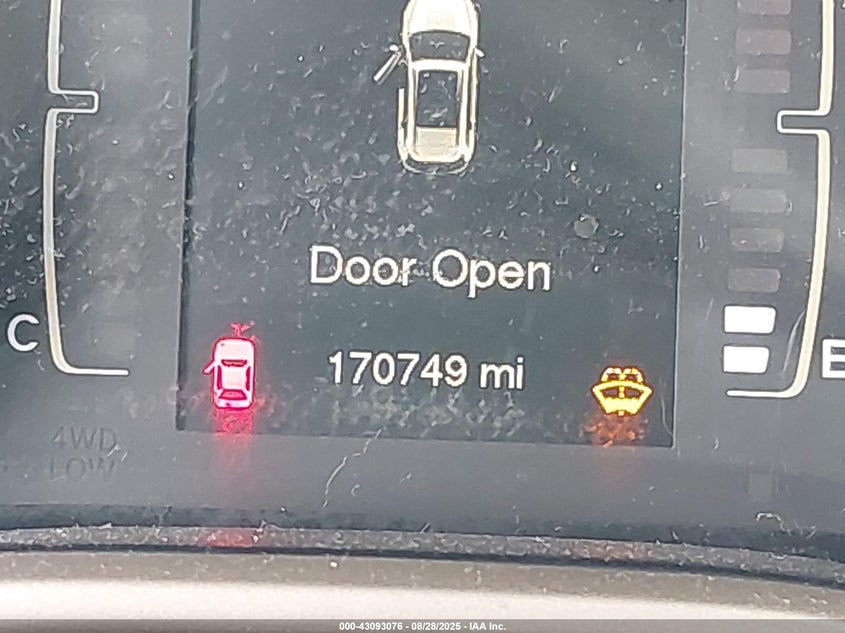 Door Open
C
170749 mi
E
4WD
LOW
000-43093076 - 08/28/2025 - IAA Inc.